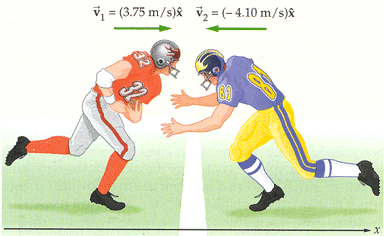 v⃗₁ = (3.75 m/s)x̂ v⃗₂ = (– 4.10 m/s)x̂
32
32
81
x